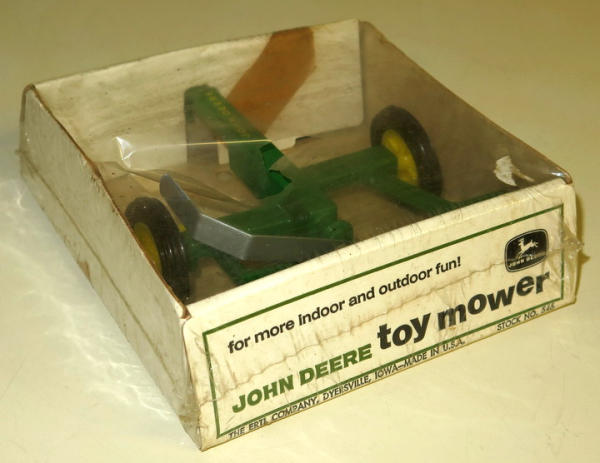 for more indoor and outdoor fun!
JOHN DEERE toy mower
JOHN DEERE
THE ERTL COMPANY, DYERSVILLE, IOWA—MADE IN U.S.A. STOCK NO.